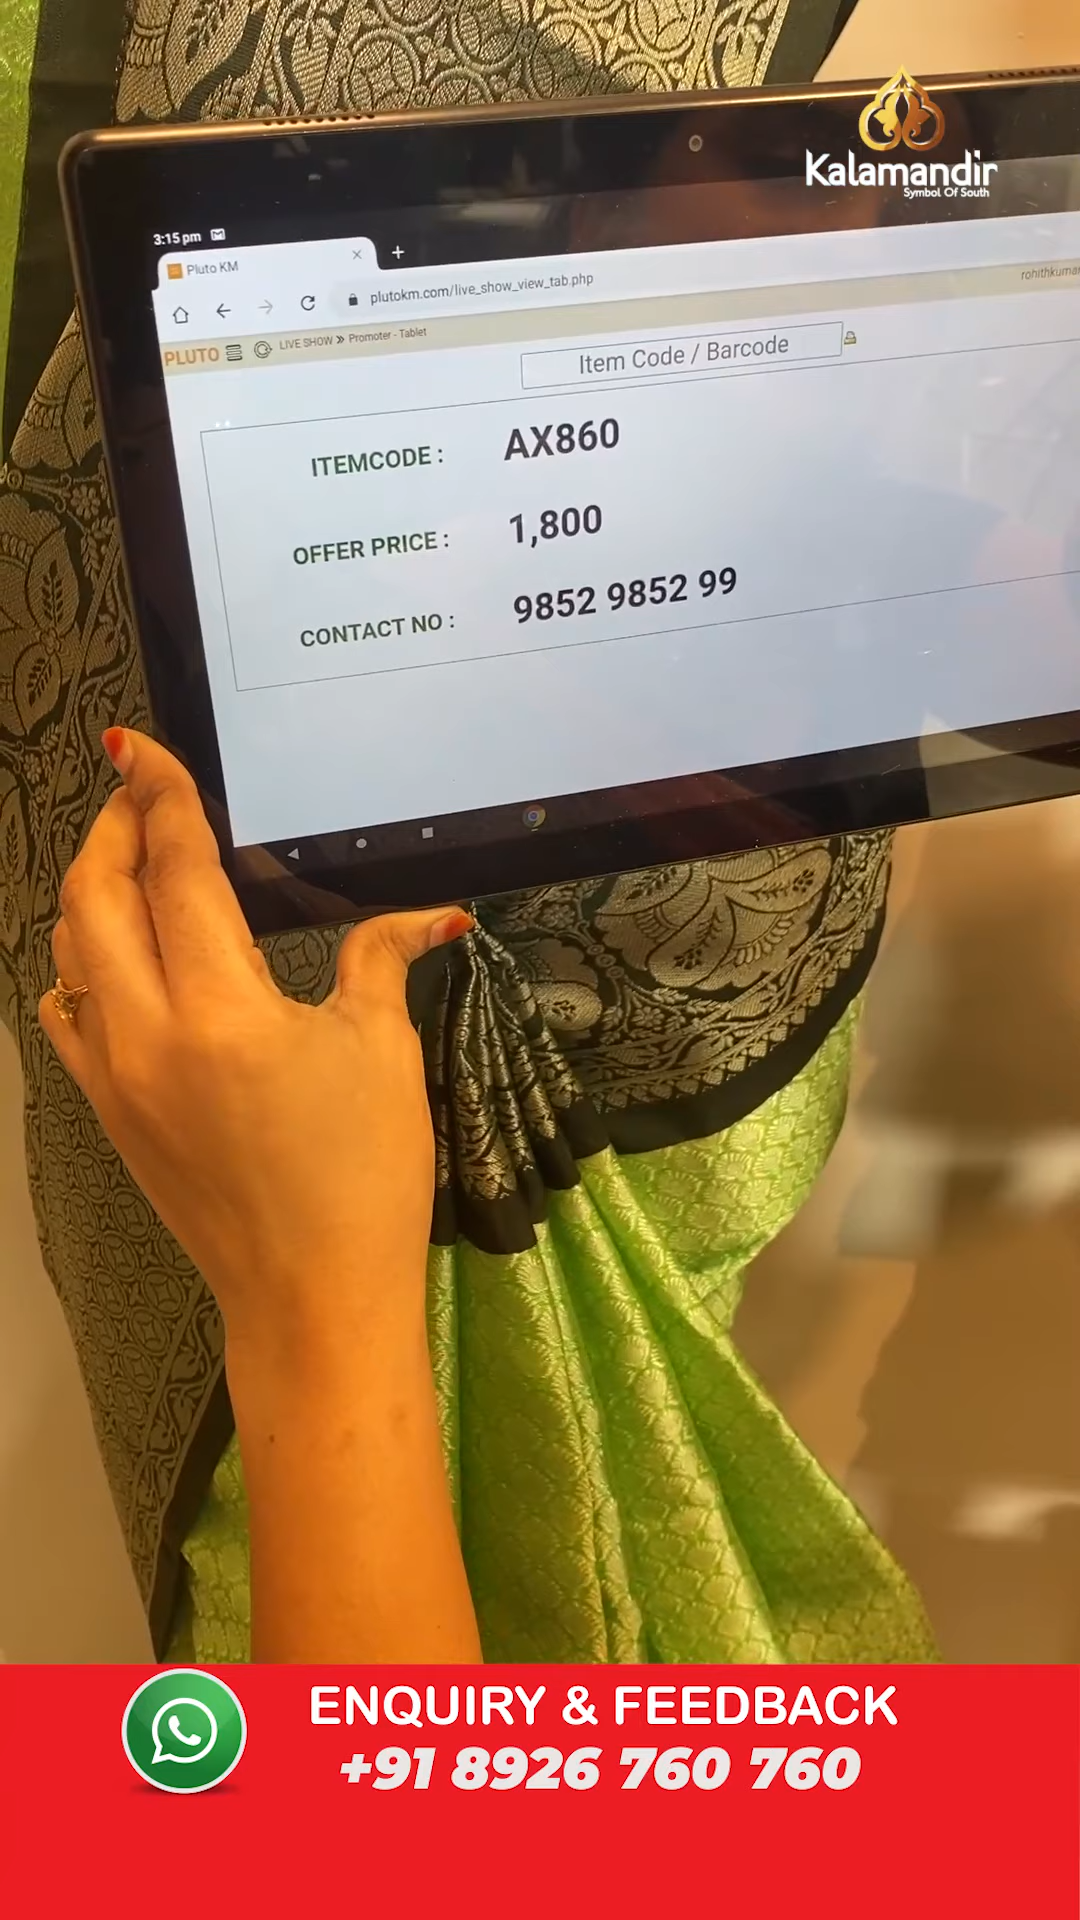 Kalamandir
Symbol Of South
3:15 pm
Pluto KM
plutokm.com/live_show_view_tab.php
PLUTO
LIVE SHOW » Promoter - Tablet
Item Code / Barcode
ITEMCODE : AX860
OFFER PRICE : 1,800
CONTACT NO : 9852 9852 99
ENQUIRY & FEEDBACK
+91 8926 760 760